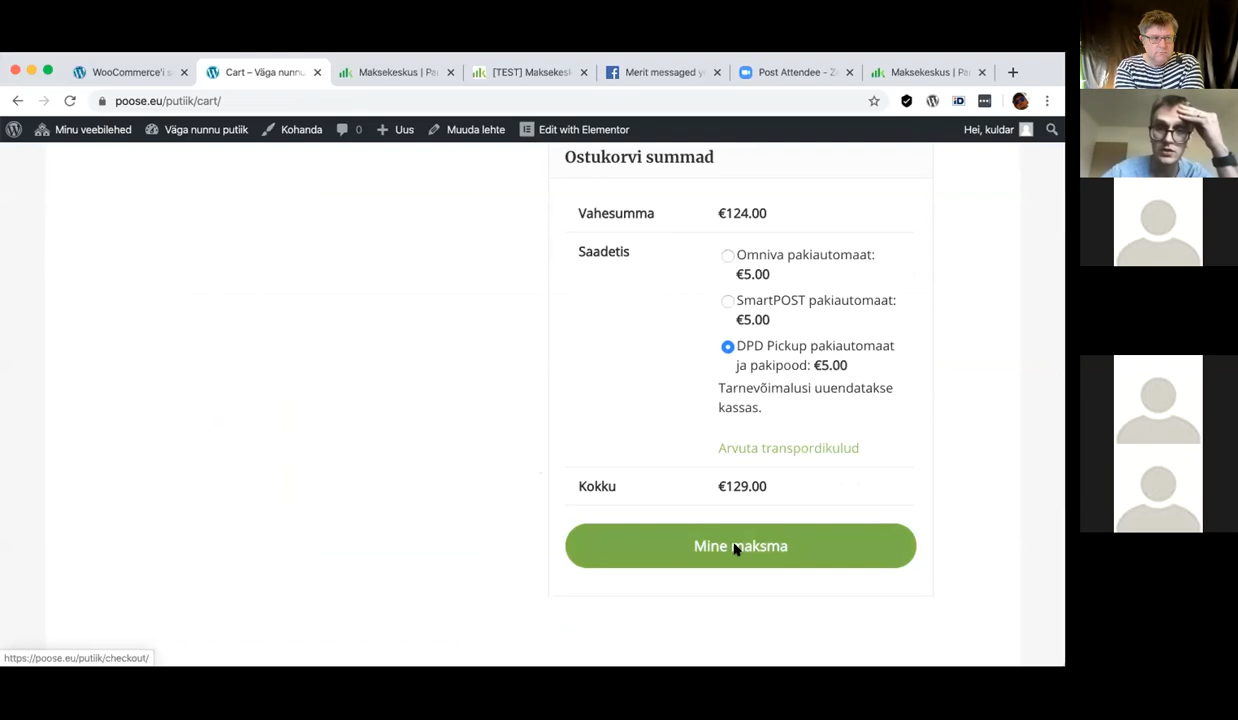 WooCommerce'i s
Cart – Väga nunnu
Maksekeskus | Pa
[TEST] Makseke
Merit messaged y
Post Attendee - Z
Maksekeskus | Pa
poose.eu/putiik/cart/
Minu veebilehed
Väga nunnu putiik
Kohanda
0
Uus
Muuda lehte
Edit with Elementor
Hei, kuldar
Ostukorvi summad
Vahesumma €124.00
Saadetis
Omniva pakiautomaat:
€5.00
SmartPOST pakiautomaat:
€5.00
DPD Pickup pakiautomaat
ja pakipood: €5.00
Tarnevõimalusi uuendatakse
kassas.
Arvuta transpordikulud
Kokku €129.00
Mine maksma
https://poose.eu/putiik/checkout/